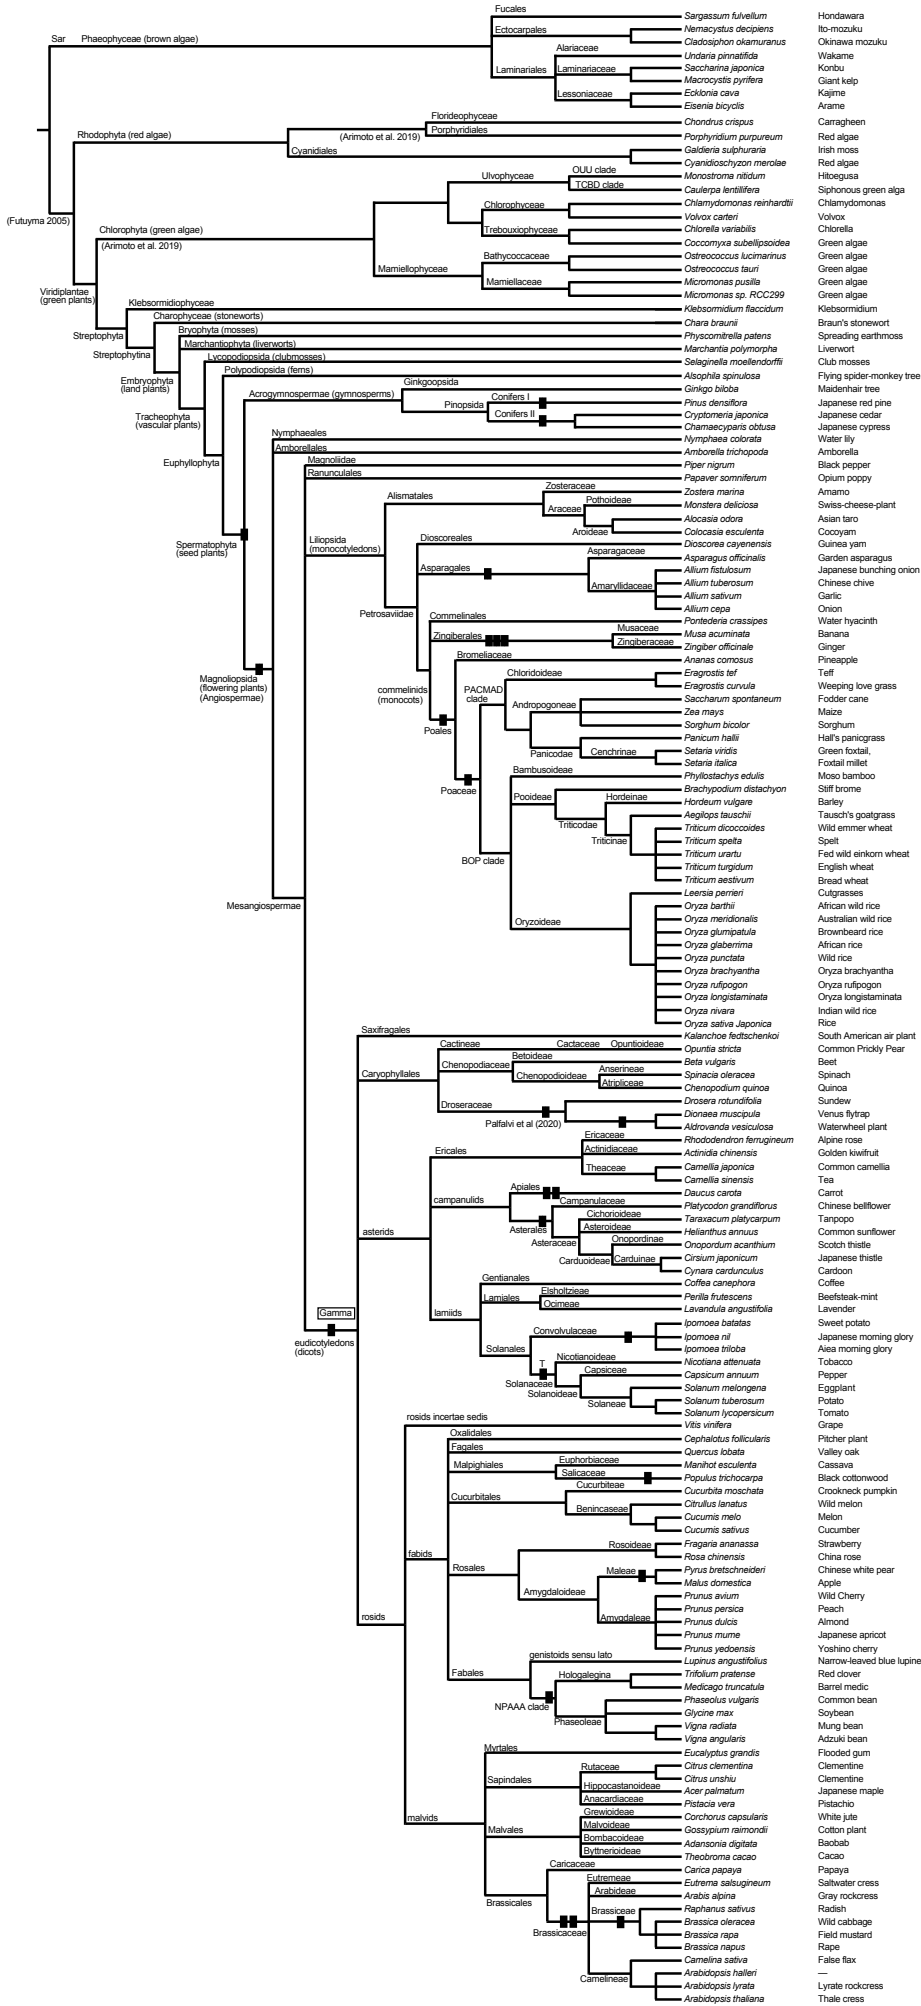 Fucales
Sargassum fulvellum Hondawara
Sar Phaeophyceae (brown algae)
Ectocarpales
Nemacystus decipiens Ito-mozuku
Cladosiphon okamuranus Okinawa mozuku
Alariaceae
Undaria pinnatifida Wakame
Laminariales
Laminariaceae
Saccharina japonica Konbu
Macrocystis pyrifera Giant kelp
Lessoniaceae
Ecklonia cava Kajime
Eisenia bicyclis Arame
Rhodophyta (red algae)
(Arimoto et al. 2019)
Florideophyceae
Chondrus crispus Carragheen
Porphyridiales
Porphyridium purpureum Red algae
Cyanidiales
Galdieria sulphuraria Irish moss
Cyanidioschyzon merolae Red algae
(Futuyma 2005)
Chlorophyta (green algae)
(Arimoto et al. 2019)
Ulvophyceae
OUU clade
Monostroma nitidum Hitoegusa
TCBD clade
Caulerpa lentillifera Siphonous green alga
Chlorophyceae
Chlamydomonas reinhardtii Chlamydomonas
Volvox carteri Volvox
Trebouxiophyceae
Chlorella variabilis Chlorella
Coccomyxa subellipsoidea Green algae
Mamiellophyceae
Bathycoccaceae
Ostreococcus lucimarinus Green algae
Ostreococcus tauri Green algae
Mamiellaceae
Micromonas pusilla Green algae
Micromonas sp. RCC299 Green algae
Viridiplantae
(green plants)
Streptophyta
Klebsormidiophyceae
Klebsormidium flaccidum Klebsormidium
Streptophytina
Charophyceae (stoneworts)
Chara braunii Braun's stonewort
Embryophyta
(land plants)
Bryophyta (mosses)
Physcomitrella patens Spreading earthmoss
Marchantiophyta (liverworts)
Marchantia polymorpha Liverwort
Tracheophyta
(vascular plants)
Lycopodiopsida (clubmosses)
Selaginella moellendorffii Club mosses
Euphyllophyta
Polypodiopsida (ferns)
Alsophila spinulosa Flying spider-monkey tree
Spermatophyta
(seed plants)
Acrogymnospermae (gymnosperms)
Ginkgoopsida
Ginkgo biloba Maidenhair tree
Pinopsida
Conifers I
Pinus densiflora Japanese red pine
Conifers II
Cryptomeria japonica Japanese cedar
Chamaecyparis obtusa Japanese cypress
Magnoliopsida
(flowering plants)
(Angiospermae)
Nymphaeales
Nymphaea colorata Water lily
Amborellales
Amborella trichopoda Amborella
Mesangiospermae
Magnoliidae
Piper nigrum Black pepper
Ranunculales
Papaver somniferum Opium poppy
Liliopsida
(monocotyledons)
Alismatales
Zosteraceae
Zostera marina Amamo
Araceae
Pothoideae
Monstera deliciosa Swiss-cheese-plant
Aroideae
Alocasia odora Asian taro
Colocasia esculenta Cocoyam
Petrosaviidae
Dioscoreales
Dioscorea cayenensis Guinea yam
Asparagales
Asparagaceae
Asparagus officinalis Garden asparagus
Amaryllidaceae
Allium fistulosum Japanese bunching onion
Allium tuberosum Chinese chive
Allium sativum Garlic
Allium cepa Onion
commelinids
(monocots)
Commelinales
Pontederia crassipes Water hyacinth
Zingiberales
Musaceae
Musa acuminata Banana
Zingiberaceae
Zingiber officinale Ginger
Poales
Bromeliaceae
Ananas comosus Pineapple
Poaceae
PACMAD
clade
Chloridoideae
Eragrostis tef Teff
Eragrostis curvula Weeping love grass
Andropogoneae
Saccharum spontaneum Fodder cane
Zea mays Maize
Sorghum bicolor Sorghum
Panicodae
Panicum hallii Hall's panicgrass
Cenchrinae
Setaria viridis Green foxtail,
Setaria italica Foxtail millet
BOP clade
Bambusoideae
Phyllostachys edulis Moso bamboo
Pooideae
Brachypodium distachyon Stiff brome
Triticodae
Hordeinae
Hordeum vulgare Barley
Triticinae
Aegilops tauschii Tausch's goatgrass
Triticum dicoccoides Wild emmer wheat
Triticum spelta Spelt
Triticum urartu Fed wild einkorn wheat
Triticum turgidum English wheat
Triticum aestivum Bread wheat
Oryzoideae
Leersia perrieri Cutgrasses
Oryza barthii African wild rice
Oryza meridionalis Australian wild rice
Oryza glumipatula Brownbeard rice
Oryza glaberrima African rice
Oryza punctata Wild rice
Oryza brachyantha Oryza brachyantha
Oryza rufipogon Oryza rufipogon
Oryza longistaminata Oryza longistaminata
Oryza nivara Indian wild rice
Oryza sativa Japonica Rice
Gamma
eudicotyledons
(dicots)
Saxifragales
Kalanchoe fedtschenkoi South American air plant
Caryophyllales
Cactineae Cactaceae Opuntioideae
Opuntia stricta Common Prickly Pear
Chenopodiaceae
Betoideae
Beta vulgaris Beet
Chenopodioideae
Anserineae
Spinacia oleracea Spinach
Atripliceae
Chenopodium quinoa Quinoa
Droseraceae
Palfalvi et al (2020)
Drosera rotundifolia Sundew
Dionaea muscipula Venus flytrap
Aldrovanda vesiculosa Waterwheel plant
asterids
Ericales
Ericaceae
Rhododendron ferrugineum Alpine rose
Actinidiaceae
Actinidia chinensis Golden kiwifruit
Theaceae
Camellia japonica Common camellia
Camellia sinensis Tea
campanulids
Apiales
Daucus carota Carrot
Asterales
Campanulaceae
Platycodon grandiflorus Chinese bellflower
Asteraceae
Cichorioideae
Taraxacum platycarpum Tanpopo
Asteroideae
Helianthus annuus Common sunflower
Carduoideae
Onopordinae
Onopordum acanthium Scotch thistle
Carduinae
Cirsium japonicum Japanese thistle
Cynara cardunculus Cardoon
lamiids
Gentianales
Coffea canephora Coffee
Lamiales
Elsholtzieae
Perilla frutescens Beefsteak-mint
Ocimeae
Lavandula angustifolia Lavender
Solanales
Convolvulaceae
Ipomoea batatas Sweet potato
Ipomoea nil Japanese morning glory
Ipomoea triloba Aiea morning glory
T
Solanaceae
Nicotianoideae
Nicotiana attenuata Tobacco
Solanoideae
Capsiceae
Capsicum annuum Pepper
Solaneae
Solanum melongena Eggplant
Solanum tuberosum Potato
Solanum lycopersicum Tomato
rosids
rosids incertae sedis
Vitis vinifera Grape
fabids
Oxalidales
Cephalotus follicularis Pitcher plant
Fagales
Quercus lobata Valley oak
Malpighiales
Euphorbiaceae
Manihot esculenta Cassava
Salicaceae
Populus trichocarpa Black cottonwood
Cucurbitales
Cucurbiteae
Cucurbita moschata Crookneck pumpkin
Benincaseae
Citrullus lanatus Wild melon
Cucumis melo Melon
Cucumis sativus Cucumber
Rosales
Rosoideae
Fragaria ananassa Strawberry
Rosa chinensis China rose
Amygdaloideae
Maleae
Pyrus bretschneideri Chinese white pear
Malus domestica Apple
Amygdaleae
Prunus avium Wild Cherry
Prunus persica Peach
Prunus dulcis Almond
Prunus mume Japanese apricot
Prunus yedoensis Yoshino cherry
Fabales
genistoids sensu lato
Lupinus angustifolius Narrow-leaved blue lupine
NPAAA clade
Hologalegina
Trifolium pratense Red clover
Medicago truncatula Barrel medic
Phaseoleae
Phaseolus vulgaris Common bean
Glycine max Soybean
Vigna radiata Mung bean
Vigna angularis Adzuki bean
malvids
Myrtales
Eucalyptus grandis Flooded gum
Sapindales
Rutaceae
Citrus clementina Clementine
Citrus unshiu Clementine
Hippocastanoideae
Acer palmatum Japanese maple
Anacardiaceae
Pistacia vera Pistachio
Malvales
Grewioideae
Corchorus capsularis White jute
Malvoideae
Gossypium raimondii Cotton plant
Bombacoideae
Adansonia digitata Baobab
Byttnerioideae
Theobroma cacao Cacao
Brassicales
Caricaceae
Carica papaya Papaya
Brassicaceae
Eutremeae
Eutrema salsugineum Saltwater cress
Arabideae
Arabis alpina Gray rockcress
Brassiceae
Raphanus sativus Radish
Brassica oleracea Wild cabbage
Brassica rapa Field mustard
Brassica napus Rape
Camelineae
Camelina sativa False flax
Arabidopsis halleri —
Arabidopsis lyrata Lyrate rockcress
Arabidopsis thaliana Thale cress